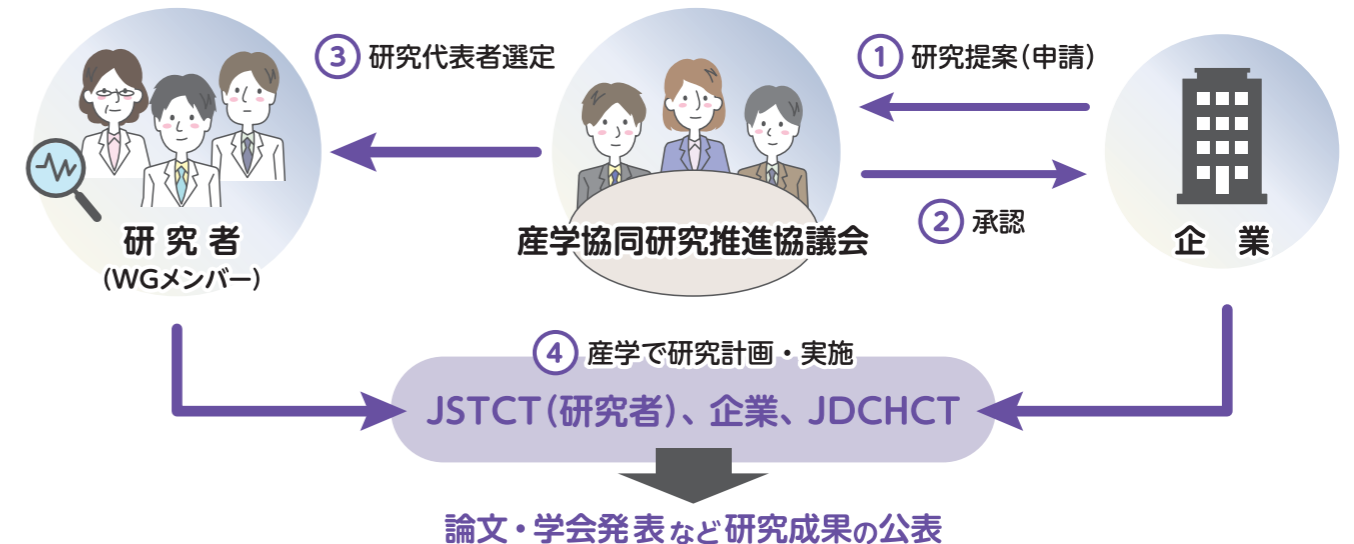 ③ 研究代表者選定
① 研究提案(申請)
② 承認
研究者
(WGメンバー)
産学協同研究推進協議会
企 業
④ 産学で研究計画・実施
JSTCT(研究者)、企業、JDCHCT
論文・学会発表など研究成果の公表